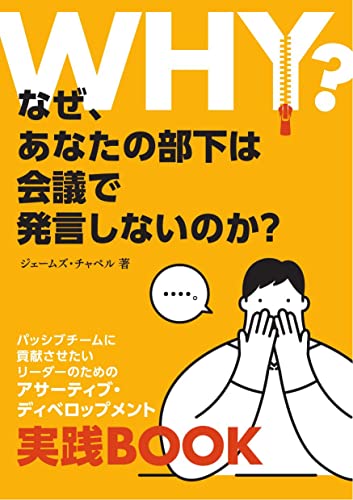 WHY?
なぜ、
あなたの部下は
会議で
発言しないのか?
ジェームズ・チャペル 著
....。
パッシブチームに
貢献させたい
リーダーのための
アサーティブ・
ディベロップメント
実践BOOK